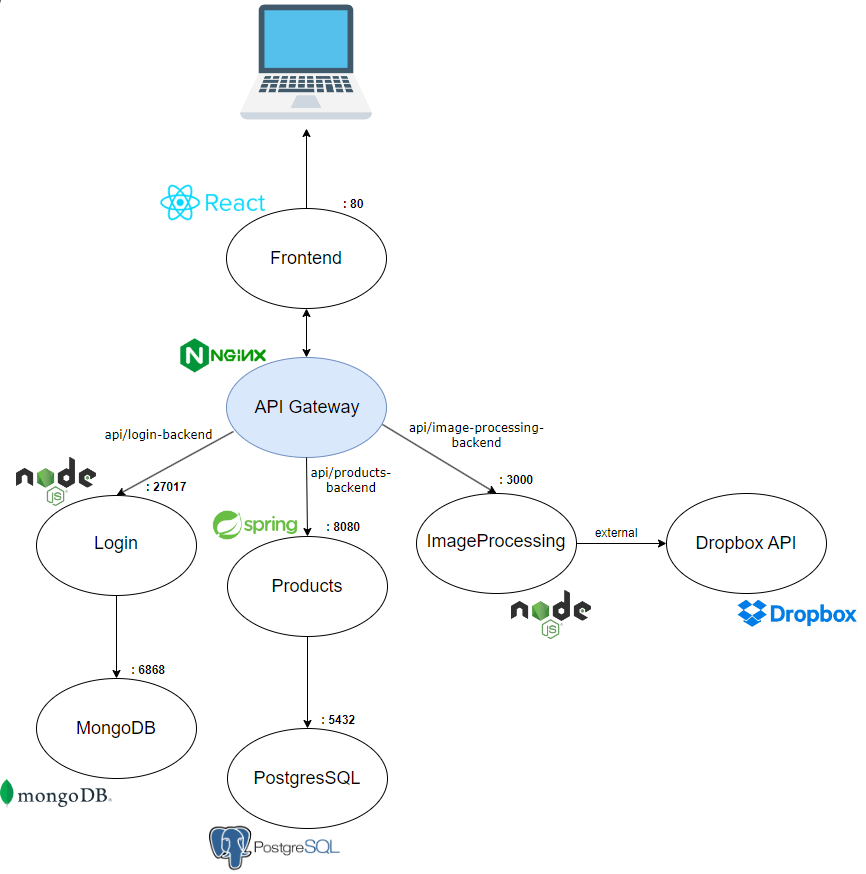 React
: 80
Frontend
N NGiNX
API Gateway
api/login-backend
api/image-processing-
backend
api/products-
backend
node
JS
: 27017
: 3000
spring
: 8080
Login
ImageProcessing
external
Dropbox API
Products
node
JS
Dropbox
: 6868
MongoDB
: 5432
PostgresSQL
mongoDB.
PostgreSQL